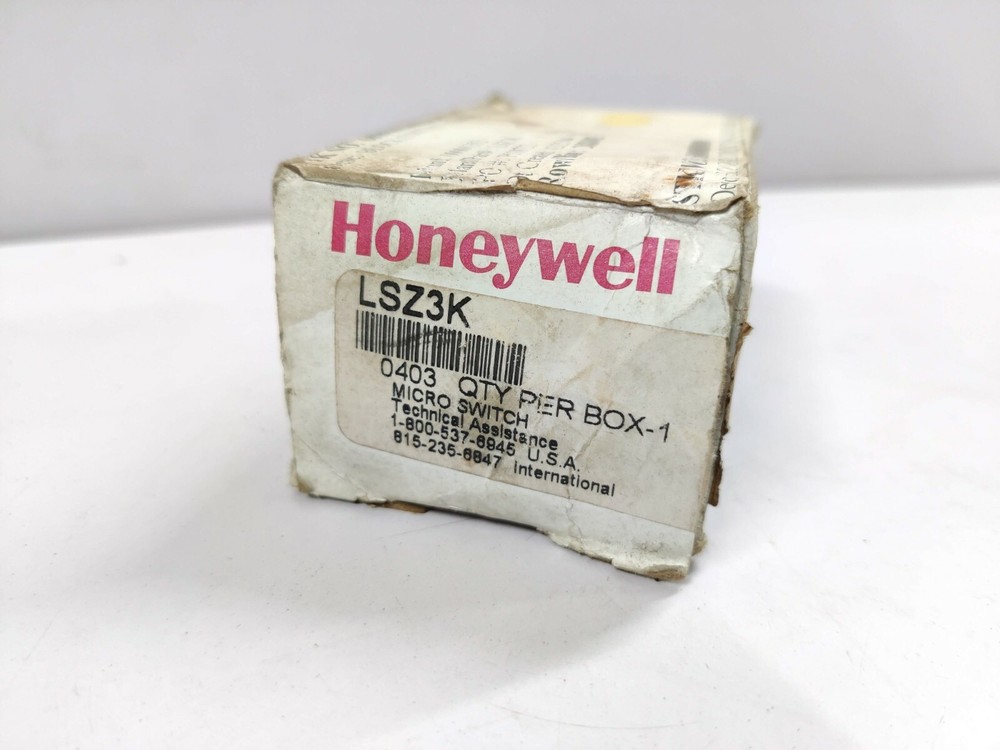 Honeywell
LSZ3K
0403 QTY PER BOX-1
MICRO SWITCH
Technical Assistance
1-800-537-6945 U.S.A.
815-235-6847 International